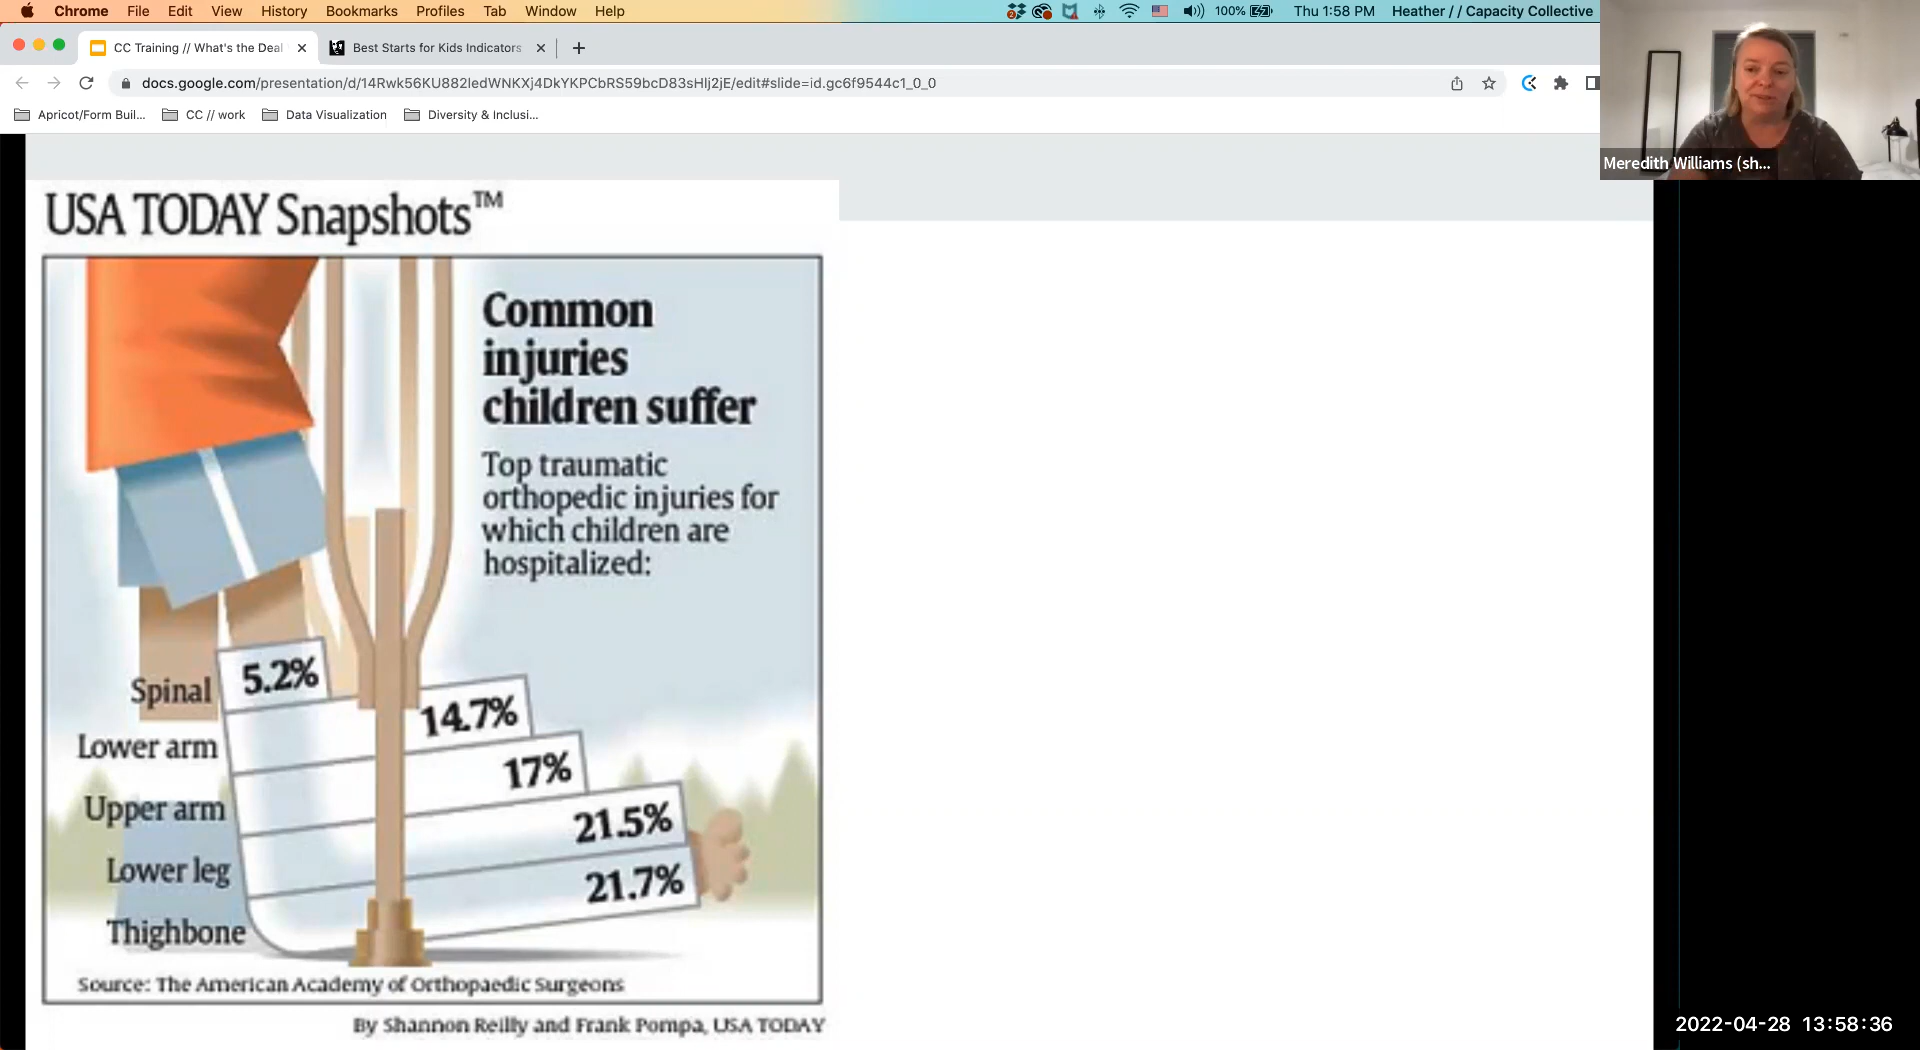 Chrome File Edit View History Bookmarks Profiles Tab Window Help 100% Thu 1:58 PM Heather / / Capacity Collective
CC Training // What's the Deal
Best Starts for Kids Indicators
docs.google.com/presentation/d/14Rwk56KU882ledWNKXj4DkYKPCbRS59bcD83sHlj2jE/edit#slide=id.gc6f9544c1_0_0
Apricot/Form Buil... CC // work Data Visualization Diversity & Inclusi...
Meredith Williams (sh...
USA TODAY Snapshots™
Common
injuries
children suffer
Top traumatic
orthopedic injuries for
which children are
hospitalized:
Spinal 5.2%
Lower arm 14.7%
Upper arm 17%
Lower leg 21.5%
Thighbone 21.7%
Source: The American Academy of Orthopaedic Surgeons
By Shannon Reilly and Frank Pompa, USA TODAY
2022-04-28 13:58:36